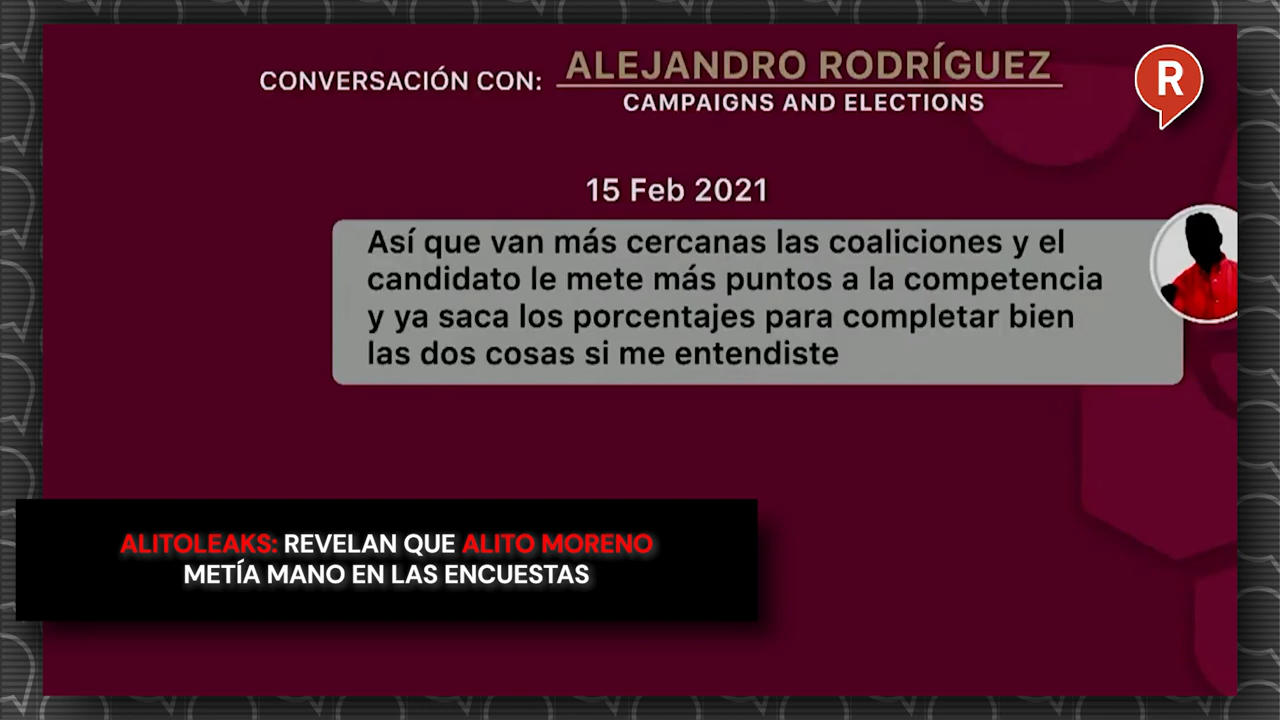 CONVERSACIÓN CON: ALEJANDRO RODRÍGUEZ
CAMPAIGNS AND ELECTIONS
R
15 Feb 2021
Así que van más cercanas las coaliciones y el
candidato le mete más puntos a la competencia
y ya saca los porcentajes para completar bien
las dos cosas si me entendiste
ALITOLEAKS: REVELAN QUE ALITO MORENO
METÍA MANO EN LAS ENCUESTAS